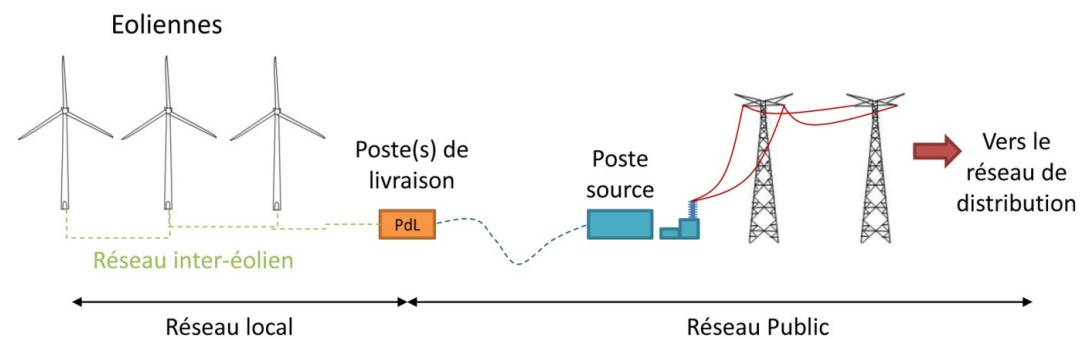 Eoliennes
Poste(s) de
livraison
PdL
Réseau inter-éolien
Poste
source
Vers le
réseau de
distribution
Réseau local
Réseau Public